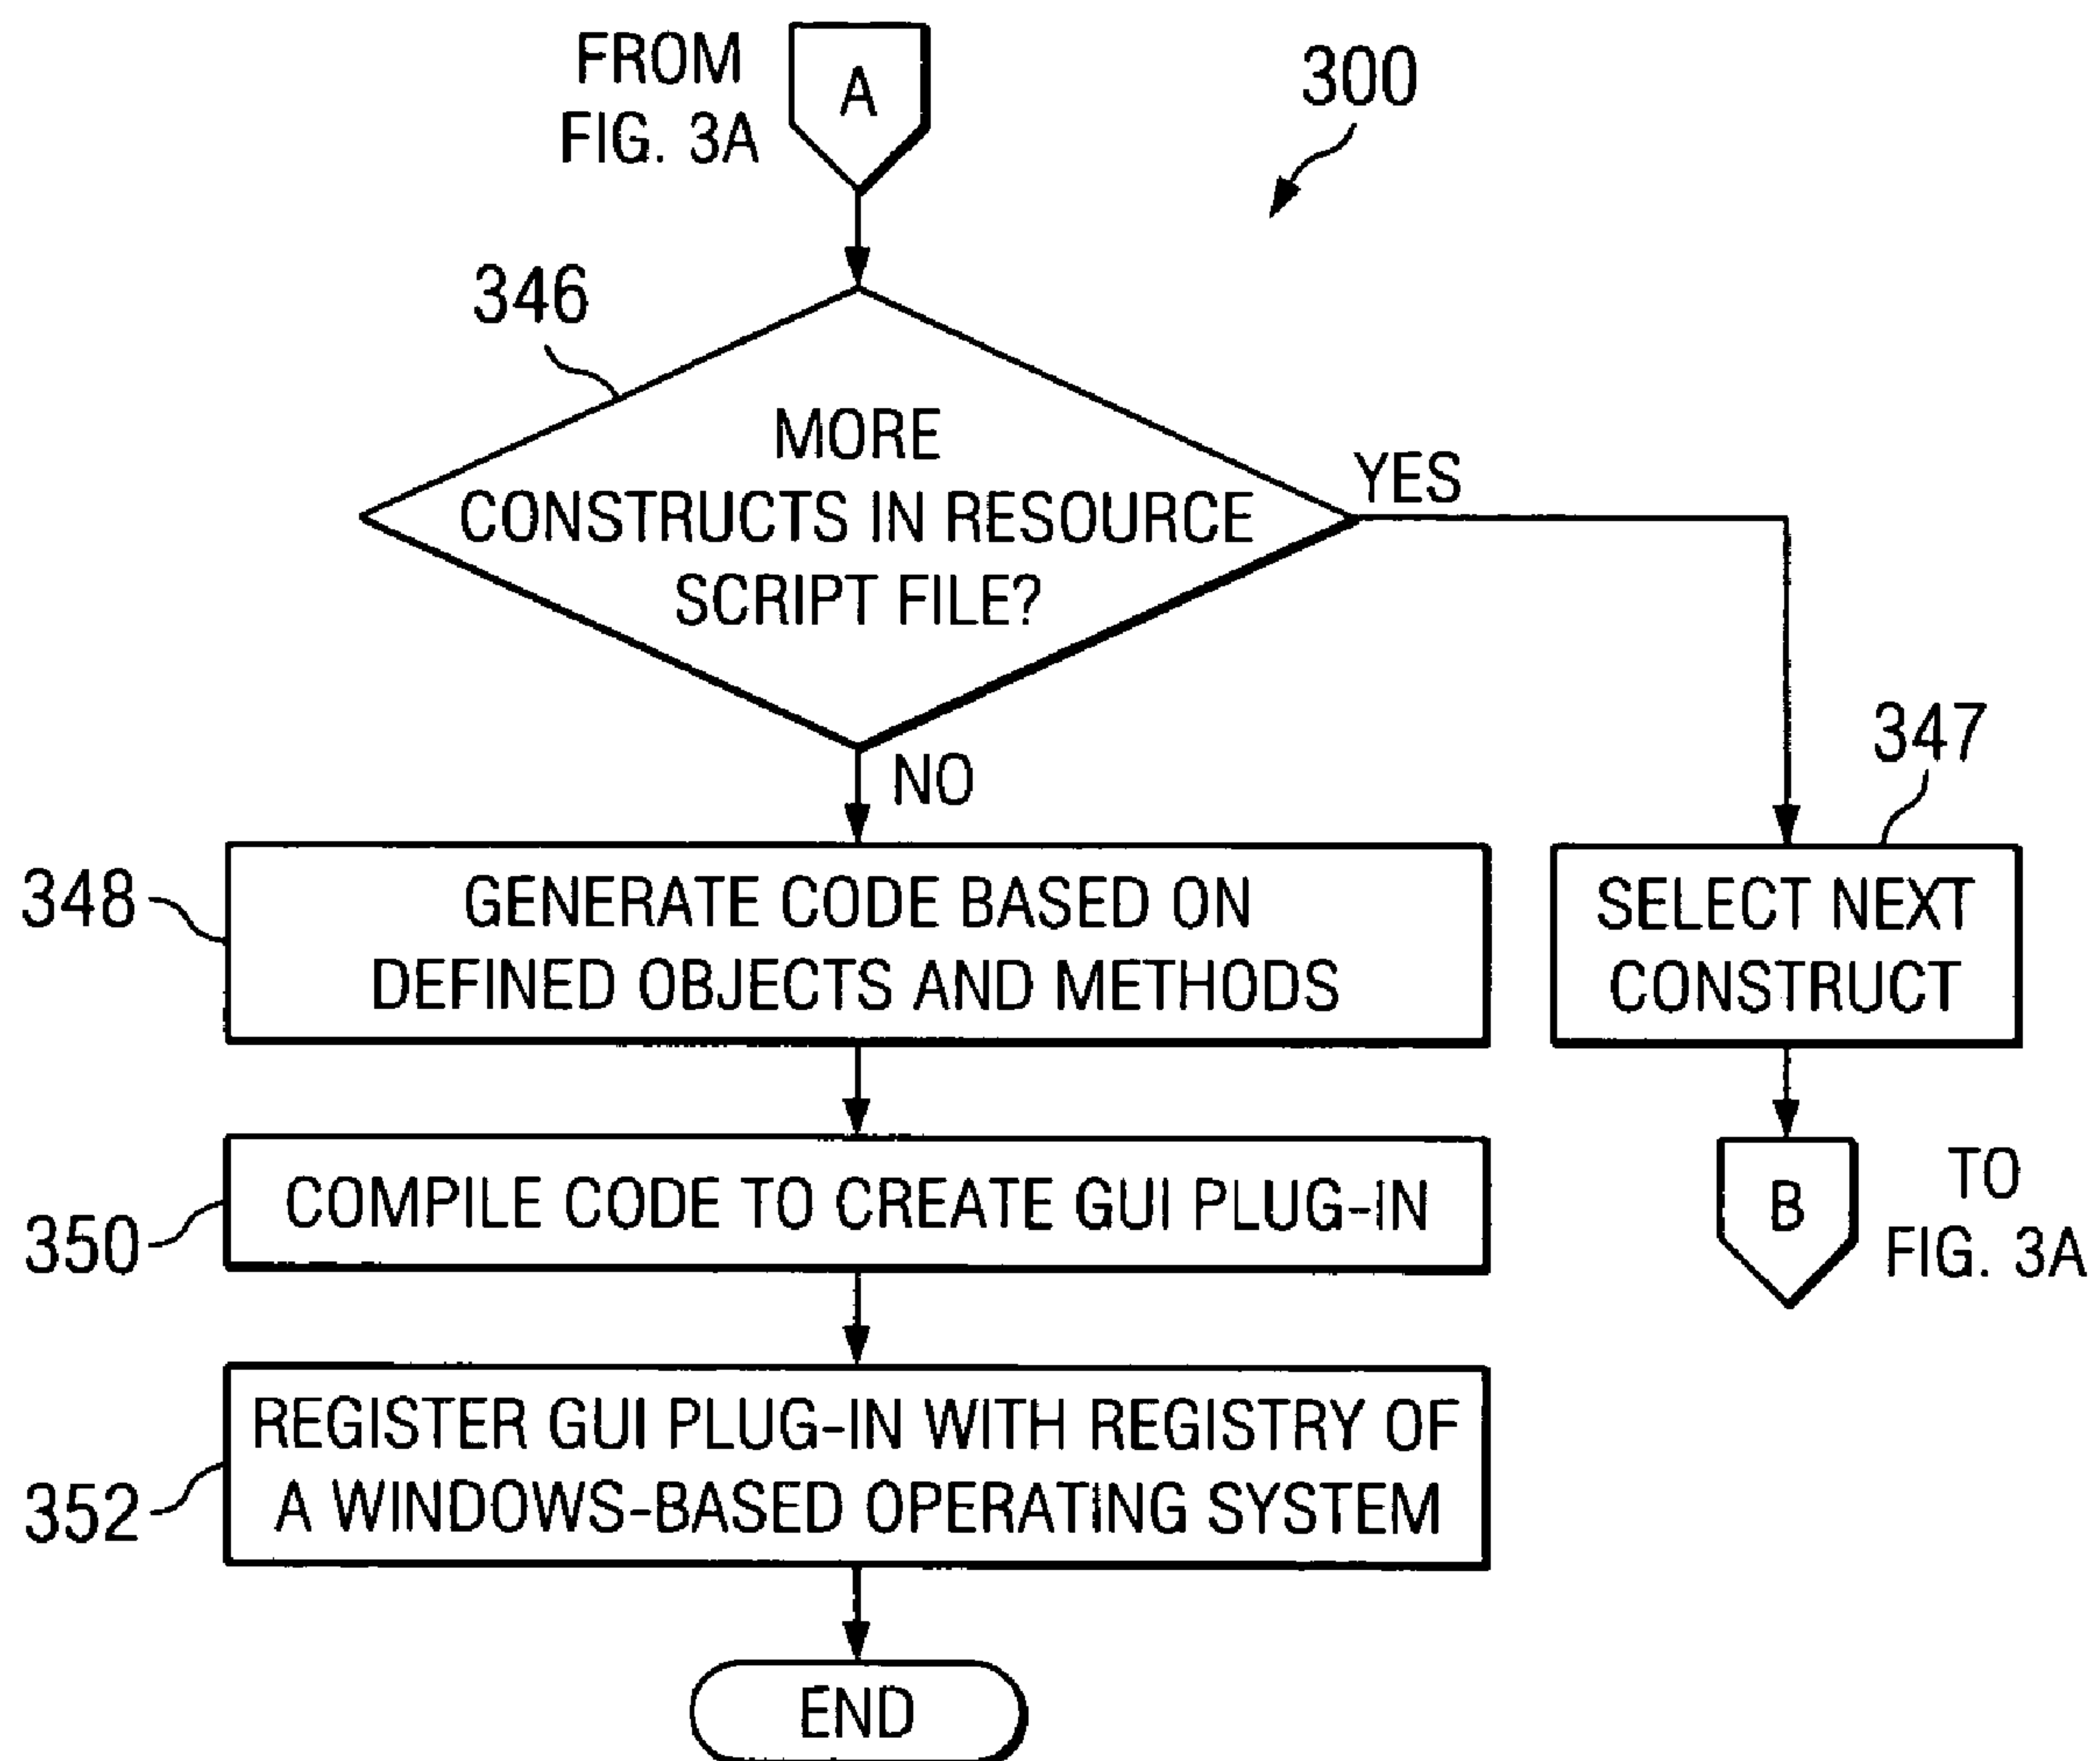 FROM
FIG. 3A
A
300
346
MORE
CONSTRUCTS IN RESOURCE
SCRIPT FILE?
YES
NO
347
348
GENERATE CODE BASED ON
DEFINED OBJECTS AND METHODS
SELECT NEXT
CONSTRUCT
350
COMPILE CODE TO CREATE GUI PLUG-IN
B
TO
FIG. 3A
352
REGISTER GUI PLUG-IN WITH REGISTRY OF
A WINDOWS-BASED OPERATING SYSTEM
END